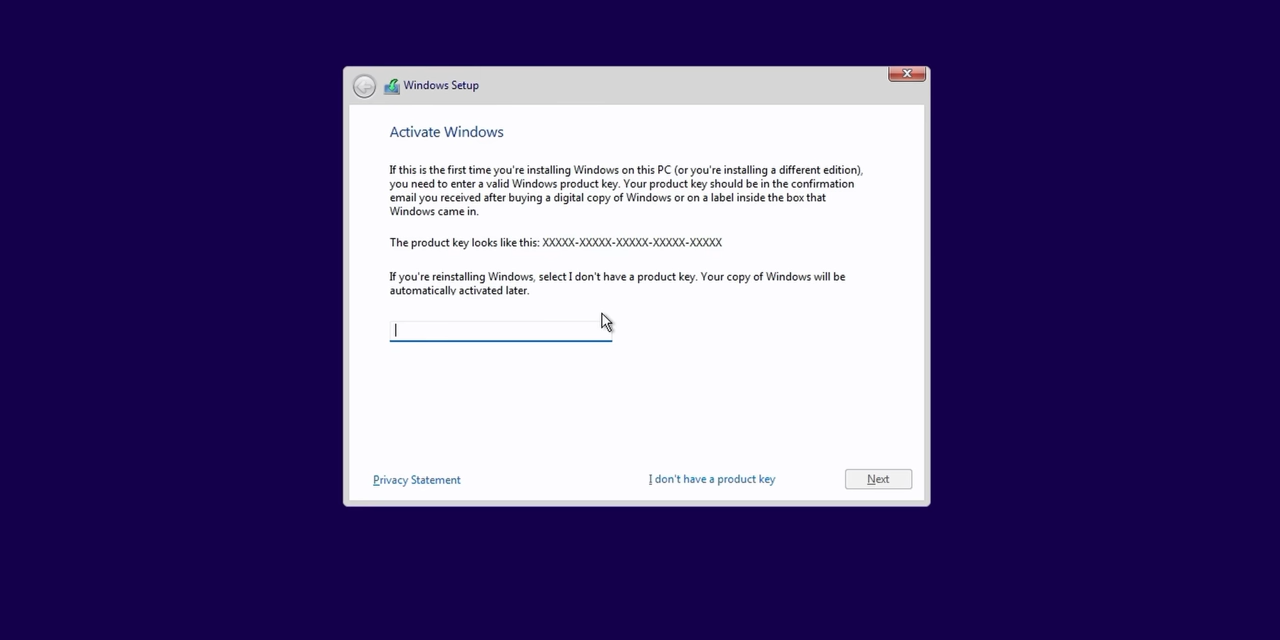 Windows Setup
Activate Windows
If this is the first time you're installing Windows on this PC (or you're installing a different edition),
you need to enter a valid Windows product key. Your product key should be in the confirmation
email you received after buying a digital copy of Windows or on a label inside the box that
Windows came in.
The product key looks like this: XXXXX-XXXXX-XXXXX-XXXXX-XXXXX
If you're reinstalling Windows, select I don't have a product key. Your copy of Windows will be
automatically activated later.
Privacy Statement
I don't have a product key
Next